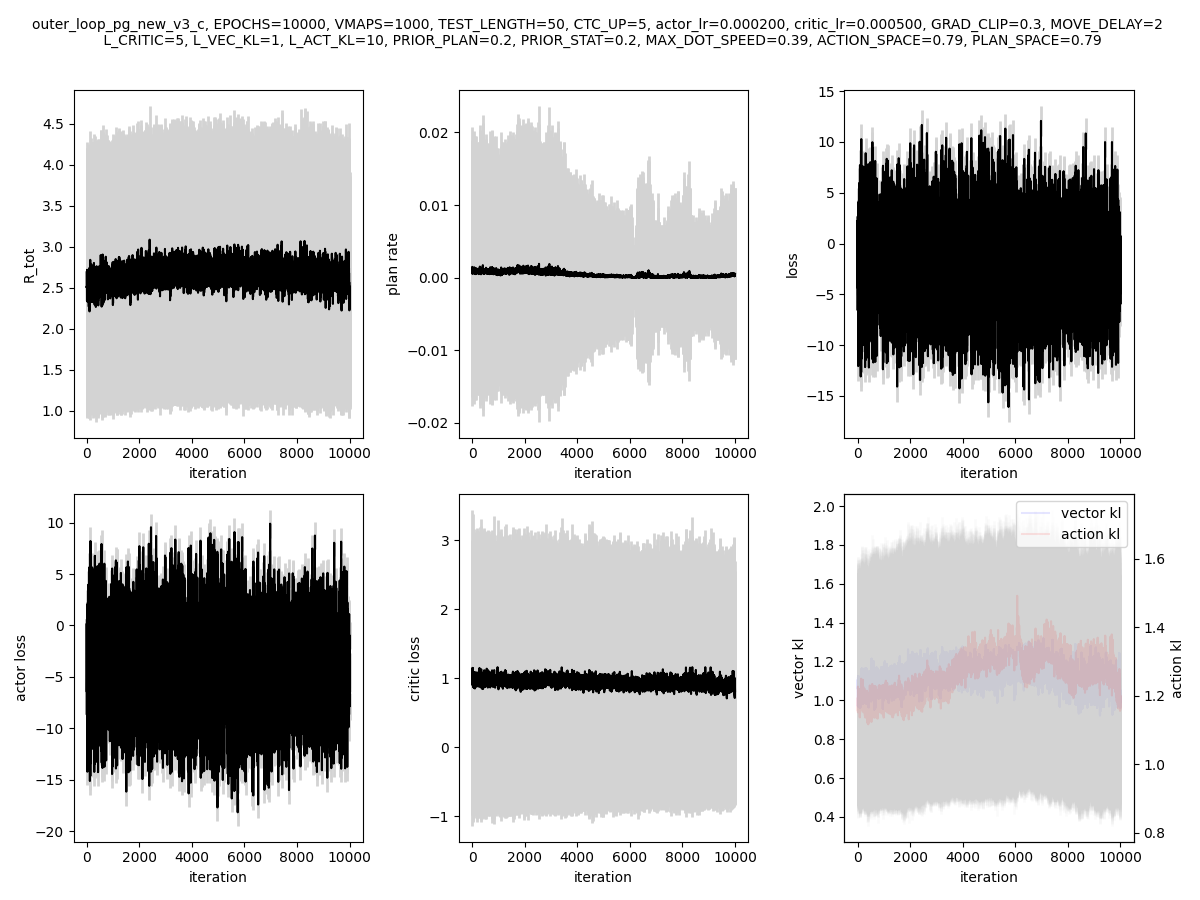 outer_loop_pg_new_v3_c, EPOCHS=10000, VMAPS=1000, TEST_LENGTH=50, CTC_UP=5, actor_lr=0.000200, critic_lr=0.000500, GRAD_CLIP=0.3, MOVE_DELAY=2
L_CRITIC=5, L_VEC_KL=1, L_ACT_KL=10, PRIOR_PLAN=0.2, PRIOR_STAT=0.2, MAX_DOT_SPEED=0.39, ACTION_SPACE=0.79, PLAN_SPACE=0.79
R_tot
4.5
4.0
3.5
3.0
2.5
2.0
1.5
1.0
0 2000 4000 6000 8000 10000
iteration
plan rate
0.02
0.01
0.00
−0.01
−0.02
0 2000 4000 6000 8000 10000
iteration
loss
15
10
5
0
−5
−10
−15
0 2000 4000 6000 8000 10000
iteration
actor loss
10
5
0
−5
−10
−15
−20
0 2000 4000 6000 8000 10000
iteration
critic loss
3
2
1
0
−1
0 2000 4000 6000 8000 10000
iteration
vector kl
2.0
1.8
1.6
1.4
1.2
1.0
0.8
0.6
0.4
0 2000 4000 6000 8000 10000
iteration
vector kl
action kl
1.6
1.4
1.2
1.0
0.8
action kl